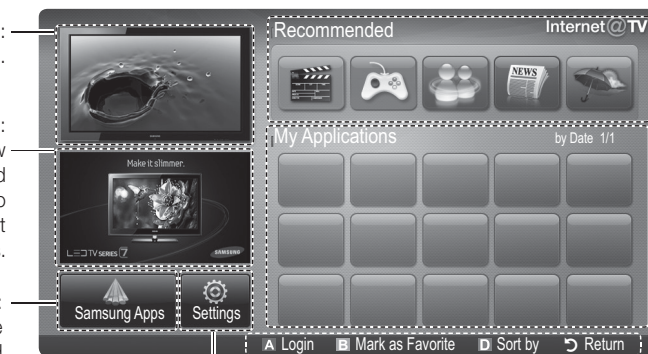 :
.
:
d
o
t
s.
:
e
Recommended
Internet@TV
NEWS
My Applications
by Date 1/1
Make it slimmer.
LED TV SERIES 7
SAMSUNG
Samsung Apps
Settings
A Login B Mark as Favorite D Sort by Return